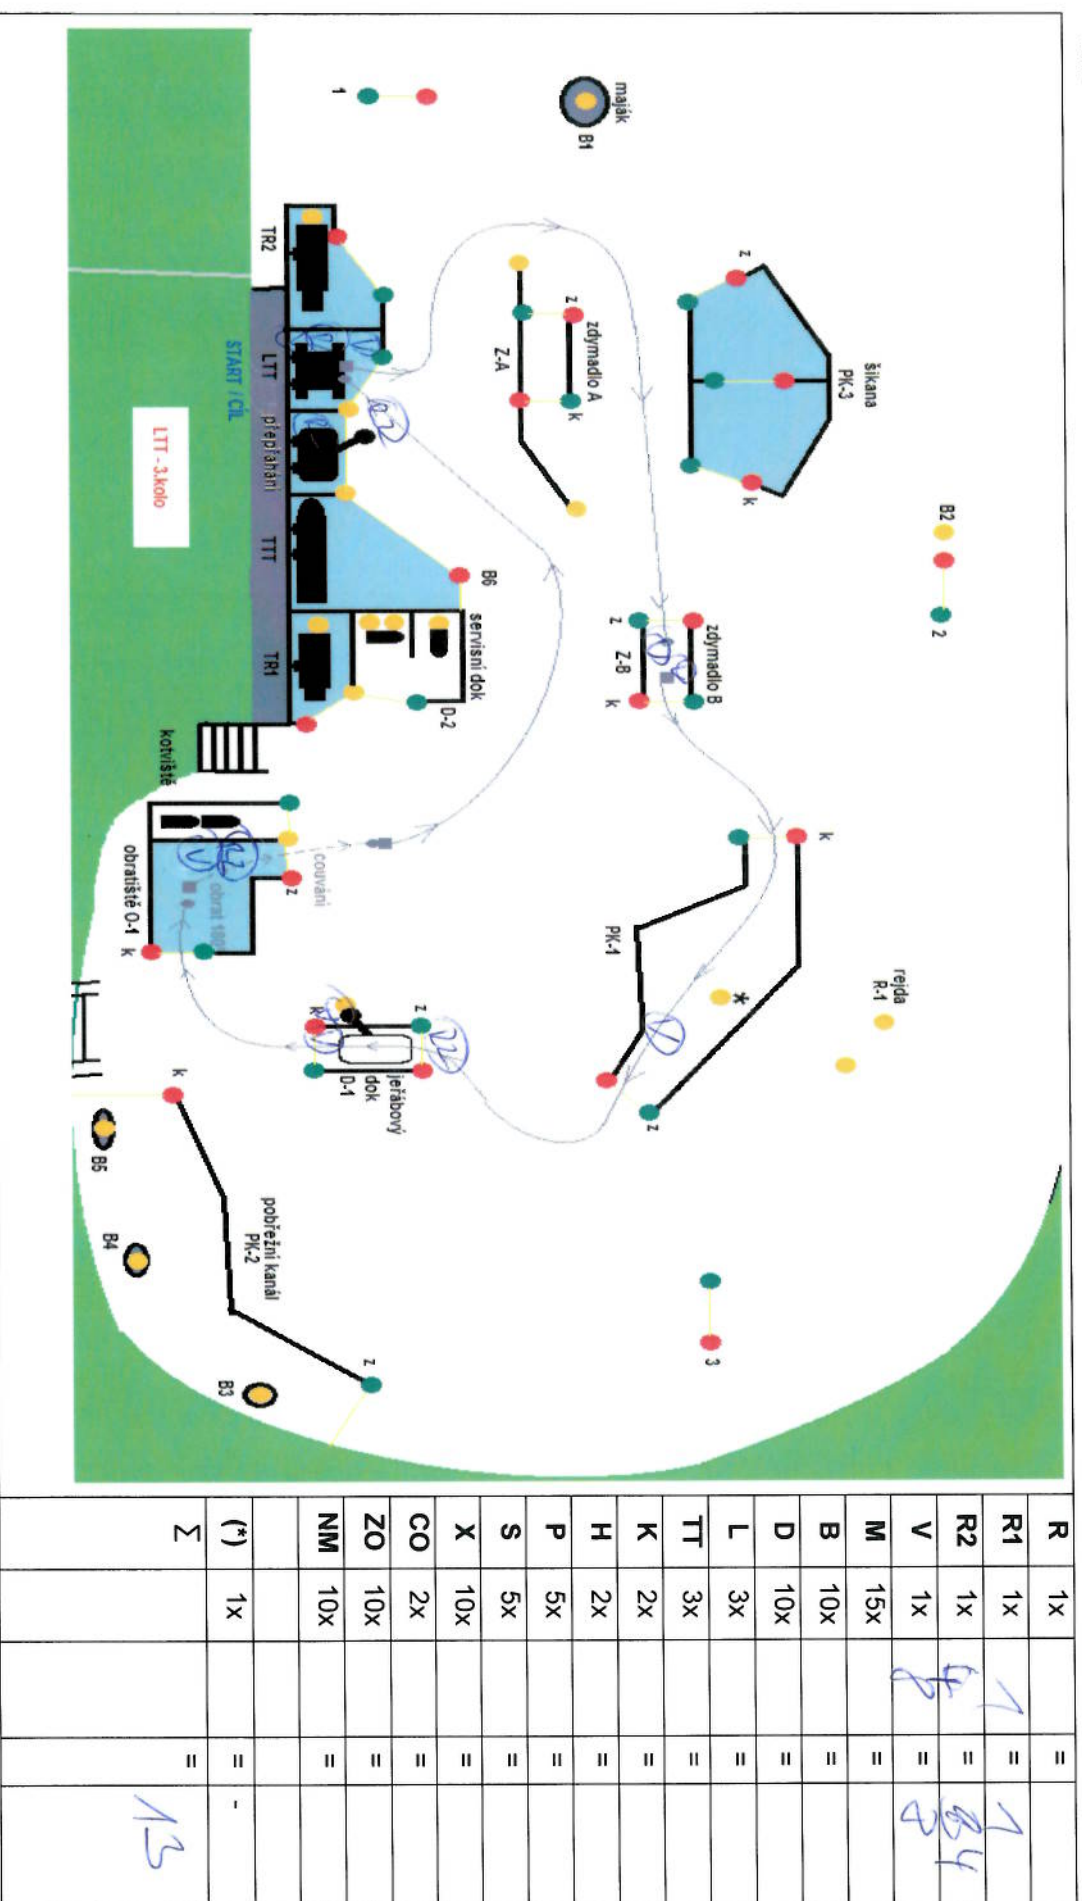 maják
B1
1
TR2
LTT
přepřahání
TTT
TR1
START / CÍL
LTT - 3.kolo
z
zdymadlo A
k
Z-A
z
šikana
PK-3
k
B2
2
B6
servisní dok
D-2
kotviště
z
zdymadlo B
Z-B
k
k
PK-1
z
*
rejda
R-1
couvání
z
obrat 180°
obratiště O-1
k
z
jeřábový
dok
D-1
k
k
B5
B4
pobřežní kanál
PK-2
z
B3
3
R 1x =
R1 1x 1 = 1
R2 1x =
V 1x 8 =
M 15x =
B 10x =
D 10x =
L 3x =
TT 3x =
K 2x =
H 2x =
P 5x =
S 5x =
X 10x =
CO 2x =
ZO 10x =
NM 10x =
(*) 1x = -
Σ = 13